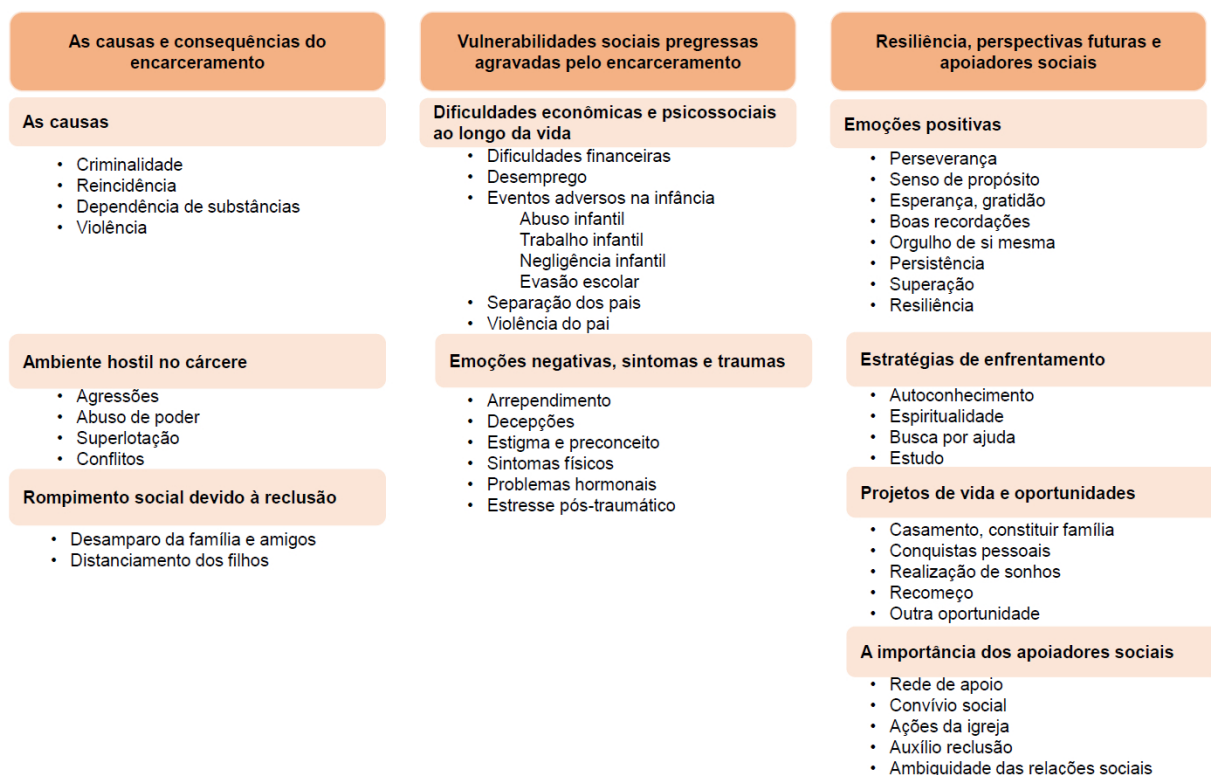 As causas e consequências do
encarceramento
As causas
• Criminalidade
• Reincidência
• Dependência de substâncias
• Violência
Ambiente hostil no cárcere
• Agressões
• Abuso de poder
• Superlotação
• Conflitos
Rompimento social devido à reclusão
• Desamparo da família e amigos
• Distanciamento dos filhos
Vulnerabilidades sociais pregressas
agravadas pelo encarceramento
Dificuldades econômicas e psicossociais
ao longo da vida
• Dificuldades financeiras
• Desemprego
• Eventos adversos na infância
Abuso infantil
Trabalho infantil
Negligência infantil
Evasão escolar
• Separação dos pais
• Violência do pai
Emoções negativas, sintomas e traumas
• Arrependimento
• Decepções
• Estigma e preconceito
• Sintomas físicos
• Problemas hormonais
• Estresse pós-traumático
Resiliência, perspectivas futuras e
apoiadores sociais
Emoções positivas
• Perseverança
• Senso de propósito
• Esperança, gratidão
• Boas recordações
• Orgulho de si mesma
• Persistência
• Superação
• Resiliência
Estratégias de enfrentamento
• Autoconhecimento
• Espiritualidade
• Busca por ajuda
• Estudo
Projetos de vida e oportunidades
• Casamento, constituir família
• Conquistas pessoais
• Realização de sonhos
• Recomeço
• Outra oportunidade
A importância dos apoiadores sociais
• Rede de apoio
• Convívio social
• Ações da igreja
• Auxílio reclusão
• Ambiguidade das relações sociais